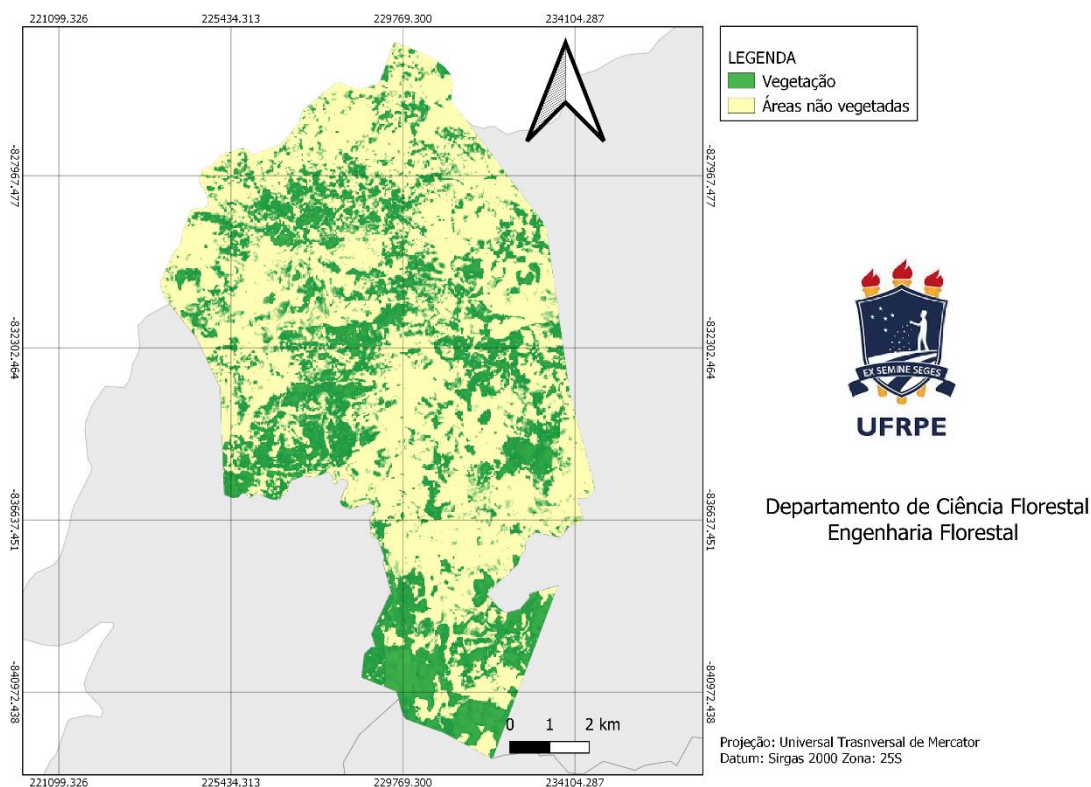 221099.326
225434.313
229769.300
234104.287
-827967.477
-827967.477
-832302.464
-832302.464
-836637.451
-836637.451
-840972.438
-840972.438
0 1 2 km
221099.326
225434.313
229769.300
234104.287
LEGENDA
Vegetação
Áreas não vegetadas
EX SEMINE SEGES
UFRPE
Departamento de Ciência Florestal
Engenharia Florestal
Projeção: Universal Trasnversal de Mercator
Datum: Sirgas 2000 Zona: 25S